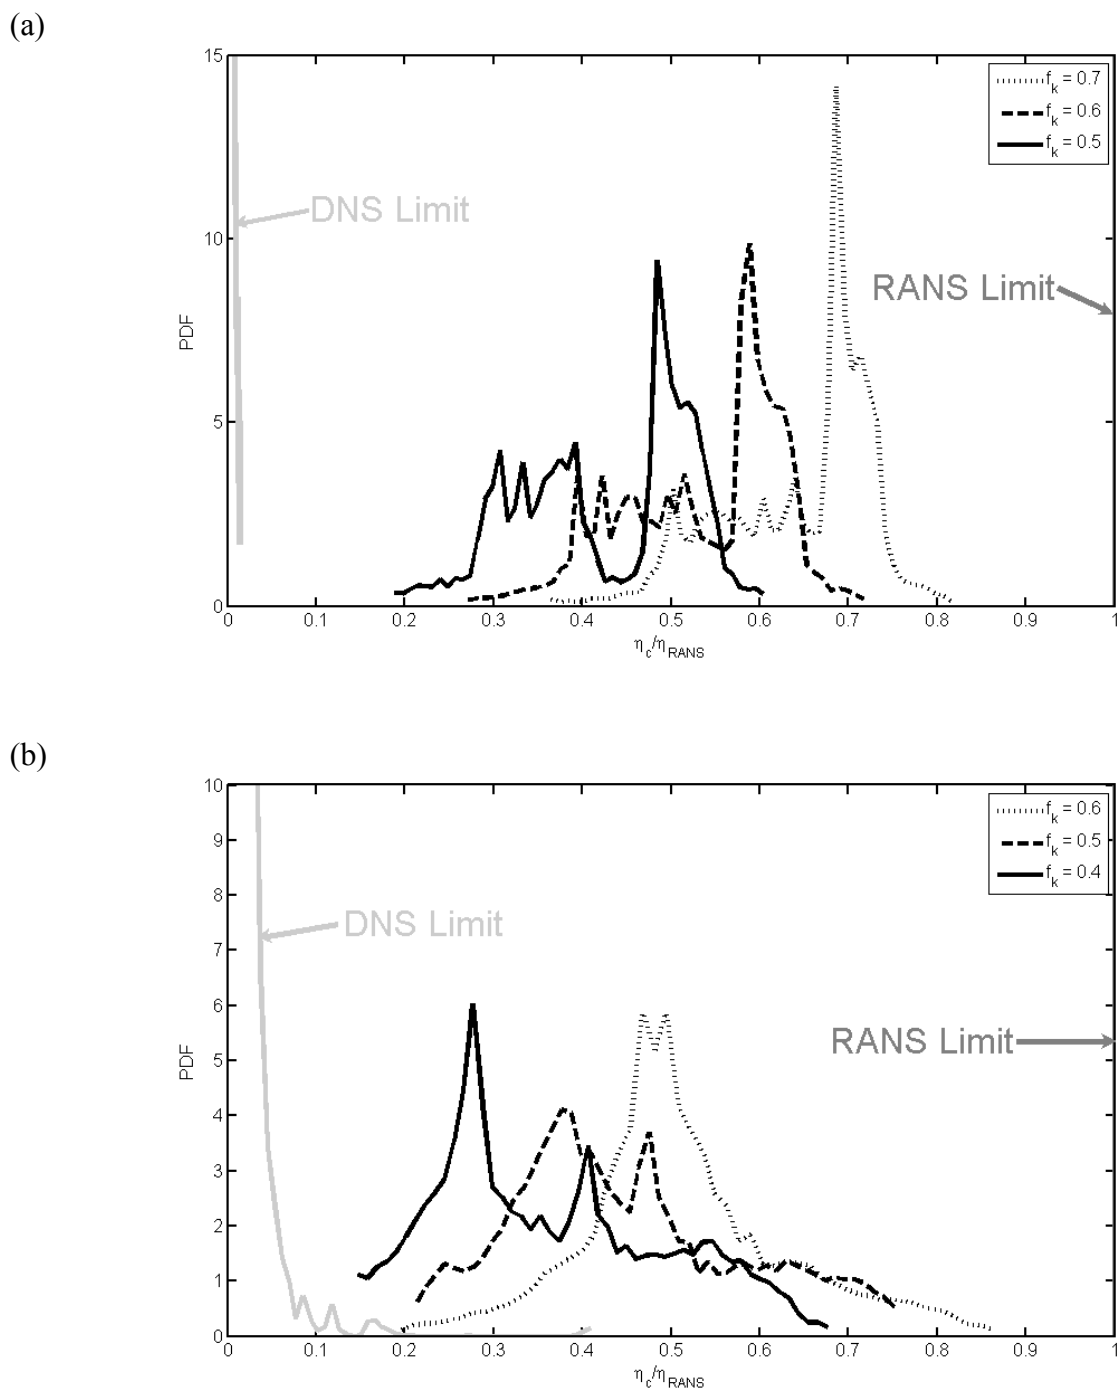 (a)
15
10
5
0
PDF
DNS Limit
RANS Limit
f_k = 0.7
f_k = 0.6
f_k = 0.5
0 0.1 0.2 0.3 0.4 0.5 0.6 0.7 0.8 0.9 1
η_c/η_RANS
(b)
10
9
8
7
6
5
4
3
2
1
0
PDF
DNS Limit
RANS Limit
f_k = 0.6
f_k = 0.5
f_k = 0.4
0 0.1 0.2 0.3 0.4 0.5 0.6 0.7 0.8 0.9 1
η_c/η_RANS